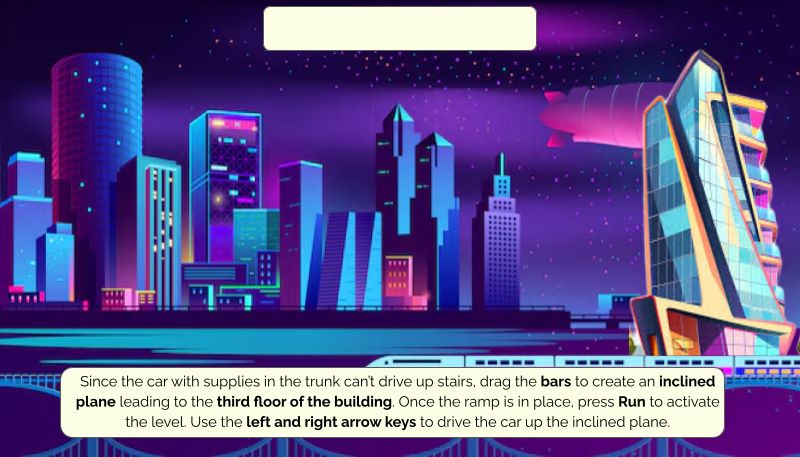 Since the car with supplies in the trunk can't drive up stairs, drag the bars to create an inclined
plane leading to the third floor of the building. Once the ramp is in place, press Run to activate
the level. Use the left and right arrow keys to drive the car up the inclined plane.